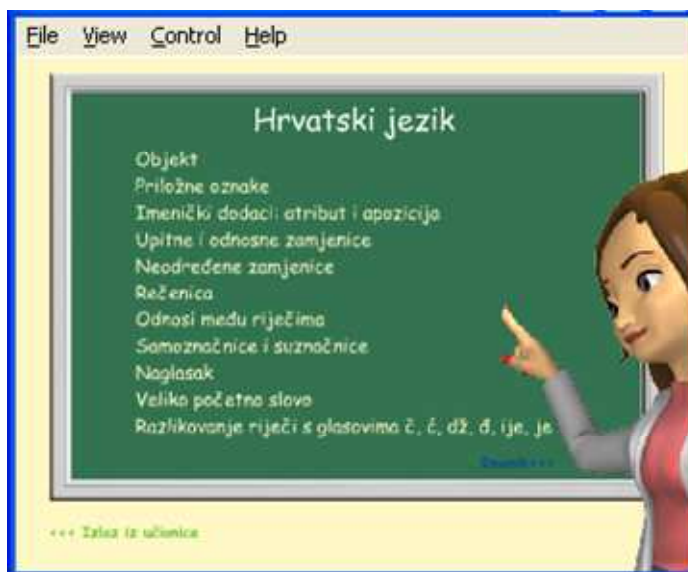 File View Control Help
Hrvatski jezik
Objekt
Priložne oznake
Imenički dodaci: atribut i apozicija
Upitne i odnosne zamjenice
Neodređene zamjenice
Rečenica
Odnosi među riječima
Samoznačnice i suznačnice
Naglasak
Veliko početno slovo
Razlikovanje riječi s glasovima č, ć, dž, đ, ije, je
<<< Izlaz iz učionice